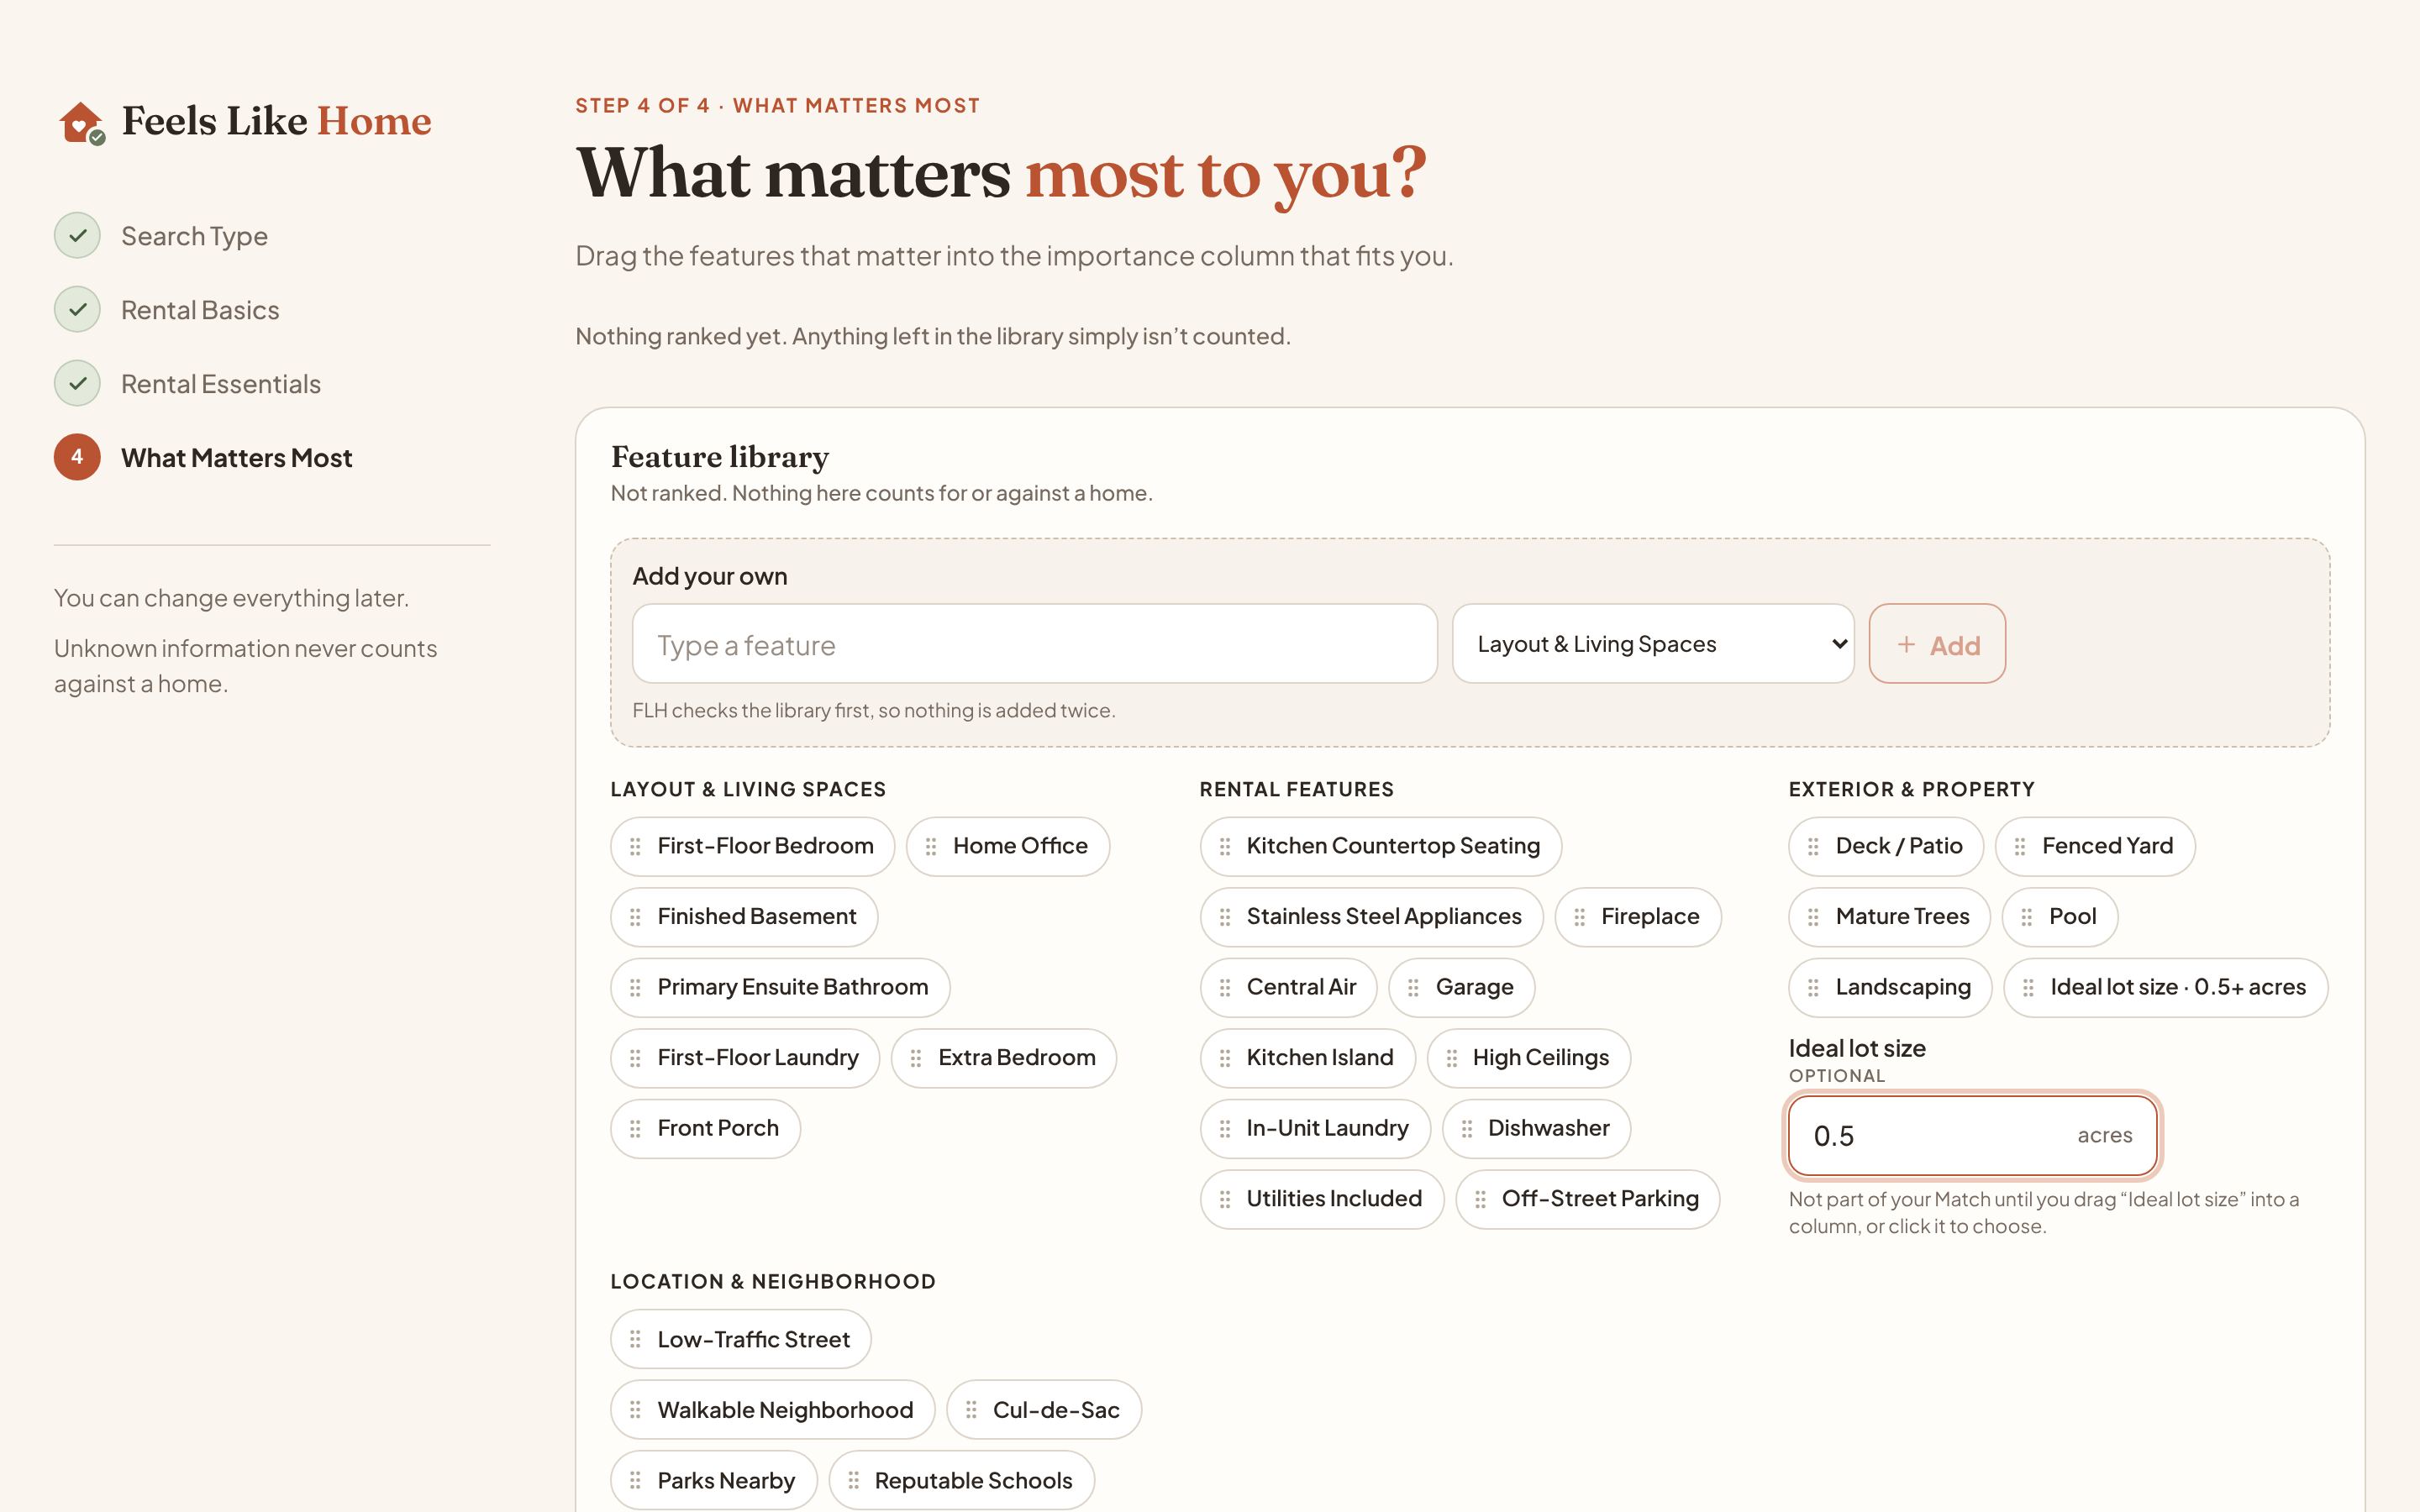 Feels Like Home
Search Type
Rental Basics
Rental Essentials
4 What Matters Most
You can change everything later.
Unknown information never counts
against a home.
STEP 4 OF 4 · WHAT MATTERS MOST
What matters most to you?
Drag the features that matter into the importance column that fits you.
Nothing ranked yet. Anything left in the library simply isn’t counted.
Feature library
Not ranked. Nothing here counts for or against a home.
Add your own
Type a feature
Layout & Living Spaces
+ Add
FLH checks the library first, so nothing is added twice.
LAYOUT & LIVING SPACES
First-Floor Bedroom
Home Office
Finished Basement
Primary Ensuite Bathroom
First-Floor Laundry
Extra Bedroom
Front Porch
RENTAL FEATURES
Kitchen Countertop Seating
Stainless Steel Appliances
Fireplace
Central Air
Garage
Kitchen Island
High Ceilings
In-Unit Laundry
Dishwasher
Utilities Included
Off-Street Parking
EXTERIOR & PROPERTY
Deck / Patio
Fenced Yard
Mature Trees
Pool
Landscaping
Ideal lot size · 0.5+ acres
Ideal lot size
OPTIONAL
0.5 acres
Not part of your Match until you drag “Ideal lot size” into a
column, or click it to choose.
LOCATION & NEIGHBORHOOD
Low-Traffic Street
Walkable Neighborhood
Cul-de-Sac
Parks Nearby
Reputable Schools